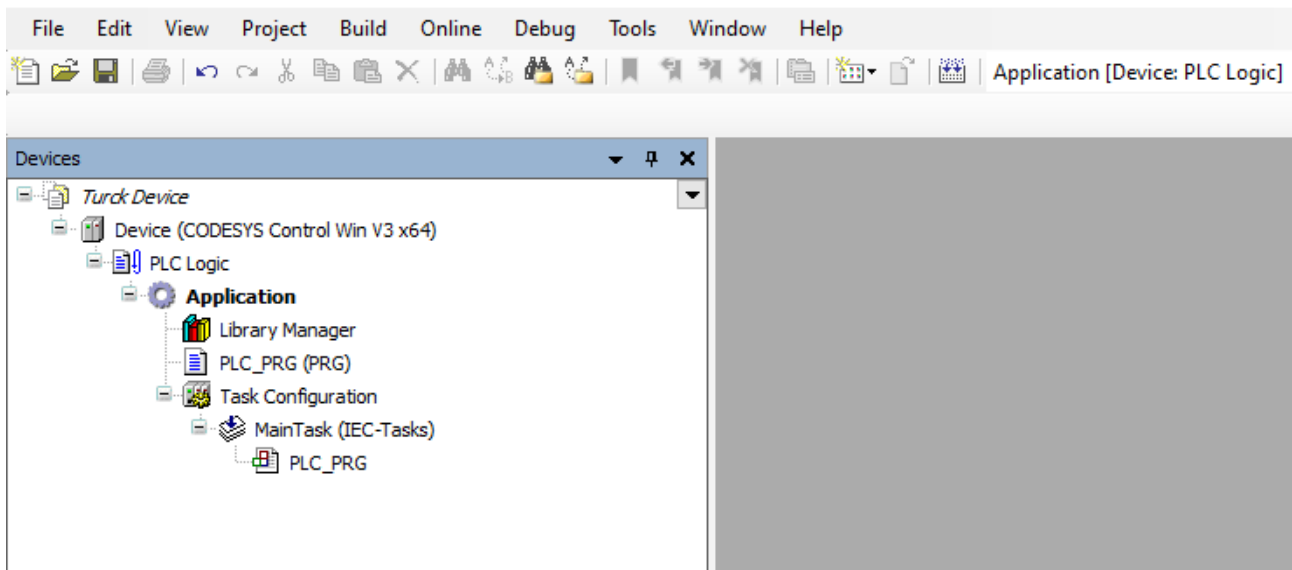 File Edit View Project Build Online Debug Tools Window Help
Application [Device: PLC Logic]
Devices
Turck Device
Device (CODESYS Control Win V3 x64)
PLC Logic
Application
Library Manager
PLC_PRG (PRG)
Task Configuration
MainTask (IEC-Tasks)
PLC_PRG